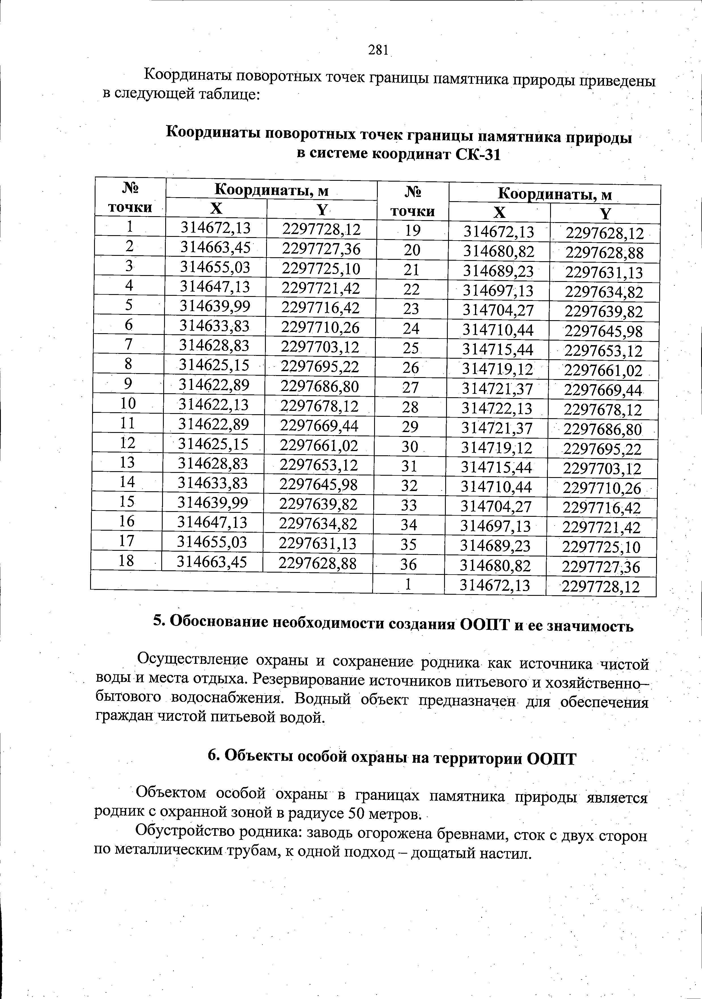 281
Координаты поворотных точек границы памятника природы приведены
в следующей таблице:
Координаты поворотных точек границы памятника природы
в системе координат СК-31
№ точки Координаты, м № точки Координаты, м
X Y X Y
1 314672,13 2297728,12 19 314672,13 2297628,12
2 314663,45 2297727,36 20 314680,82 2297628,88
3 314655,03 2297725,10 21 314689,23 2297631,13
4 314647,13 2297721,42 22 314697,13 2297634,82
5 314639,99 2297716,42 23 314704,27 2297639,82
6 314633,83 2297710,26 24 314710,44 2297645,98
7 314628,83 2297703,12 25 314715,44 2297653,12
8 314625,15 2297695,22 26 314719,12 2297661,02
9 314622,89 2297686,80 27 314721,37 2297669,44
10 314622,13 2297678,12 28 314722,13 2297678,12
11 314622,89 2297669,44 29 314721,37 2297686,80
12 314625,15 2297661,02 30 314719,12 2297695,22
13 314628,83 2297653,12 31 314715,44 2297703,12
14 314633,83 2297645,98 32 314710,44 2297710,26
15 314639,99 2297639,82 33 314704,27 2297716,42
16 314647,13 2297634,82 34 314697,13 2297721,42
17 314655,03 2297631,13 35 314689,23 2297725,10
18 314663,45 2297628,88 36 314680,82 2297727,36
1 314672,13 2297728,12
5. Обоснование необходимости создания ООПТ и ее значимость
Осуществление охраны и сохранение родника как источника чистой
воды и места отдыха. Резервирование источников питьевого и хозяйственно–
бытового водоснабжения. Водный объект предназначен для обеспечения
граждан чистой питьевой водой.
6. Объекты особой охраны на территории ООПТ
Объектом особой охраны в границах памятника природы является
родник с охранной зоной в радиусе 50 метров.
Обустройство родника: заводь огорожена бревнами, сток с двух сторон
по металлическим трубам, к одной подход – дощатый настил.